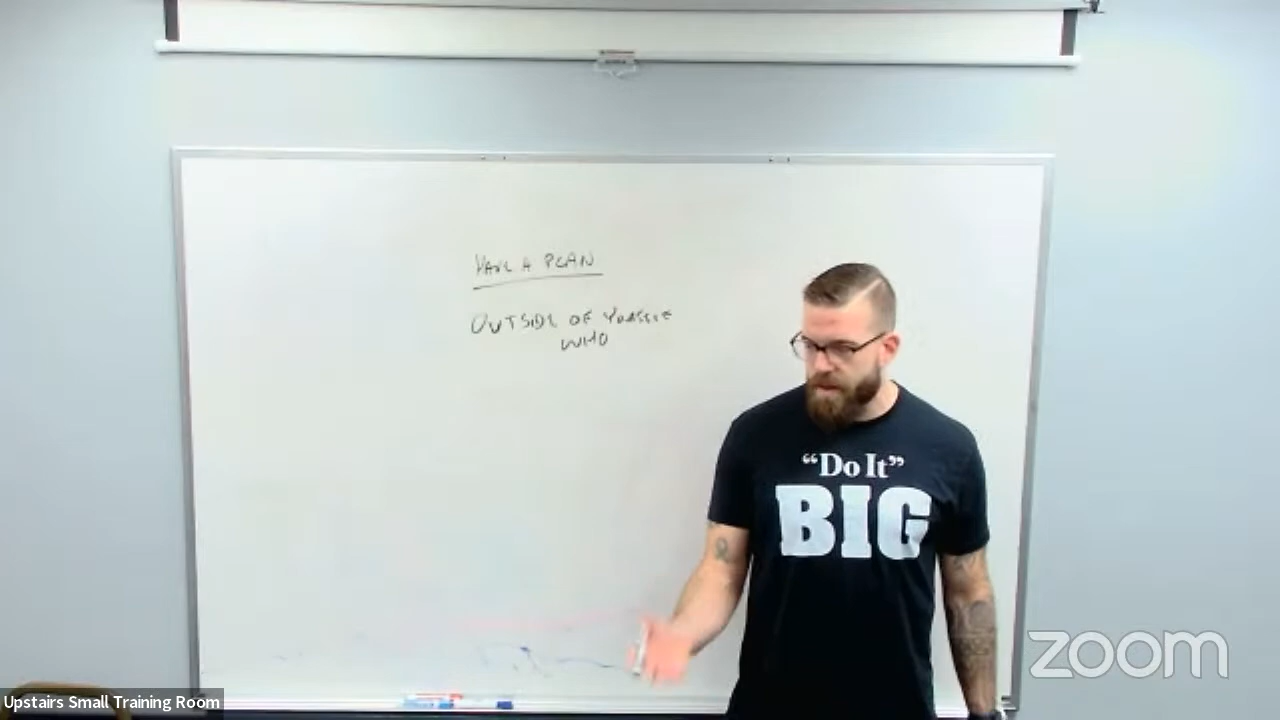 HAVE A PLAN
OUTSIDE OF YOURSELF
WHO
“Do It”
BIG
zoom
Upstairs Small Training Room